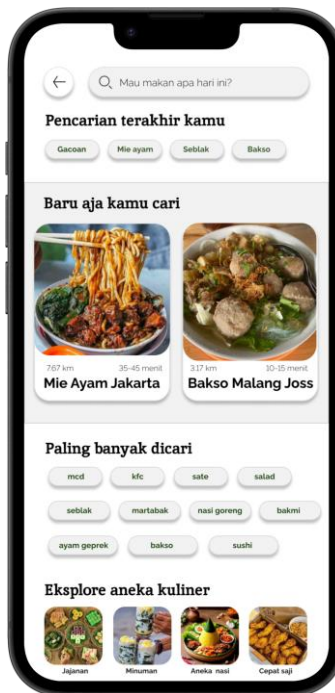 Mau makan apa hari ini?
Pencarian terakhir kamu
Gacoan Mie ayam Seblak Bakso
Baru aja kamu cari
7.67 km 35-45 menit 3.17 km 10-15 menit
Mie Ayam Jakarta Bakso Malang Joss
Paling banyak dicari
mcd kfc sate salad
seblak martabak nasi goreng bakmi
ayam geprek bakso sushi
Eksplore aneka kuliner
Jajanan Minuman Aneka nasi Cepat saji